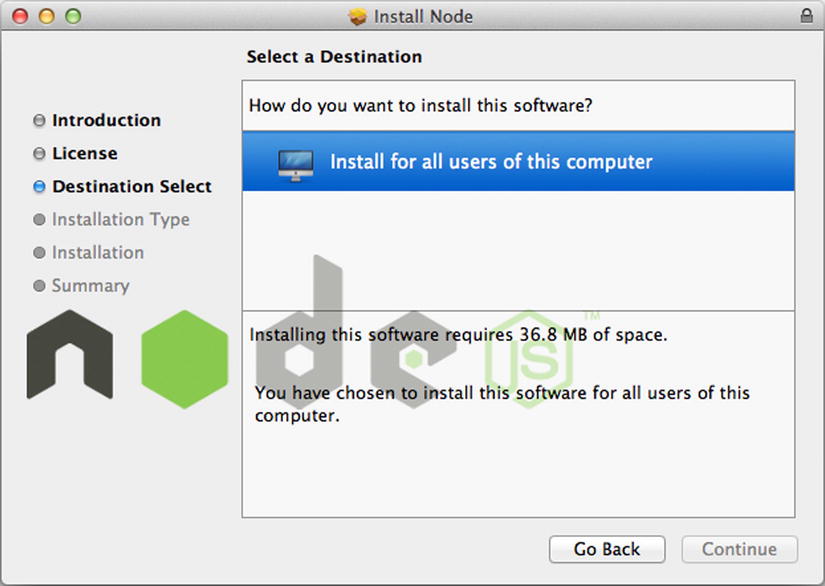 Install Node
Select a Destination
Introduction
License
Destination Select
Installation Type
Installation
Summary
How do you want to install this software?
Install for all users of this computer
Installing this software requires 36.8 MB of space.
You have chosen to install this software for all users of this
computer.
node
JS
TM
Go Back
Continue